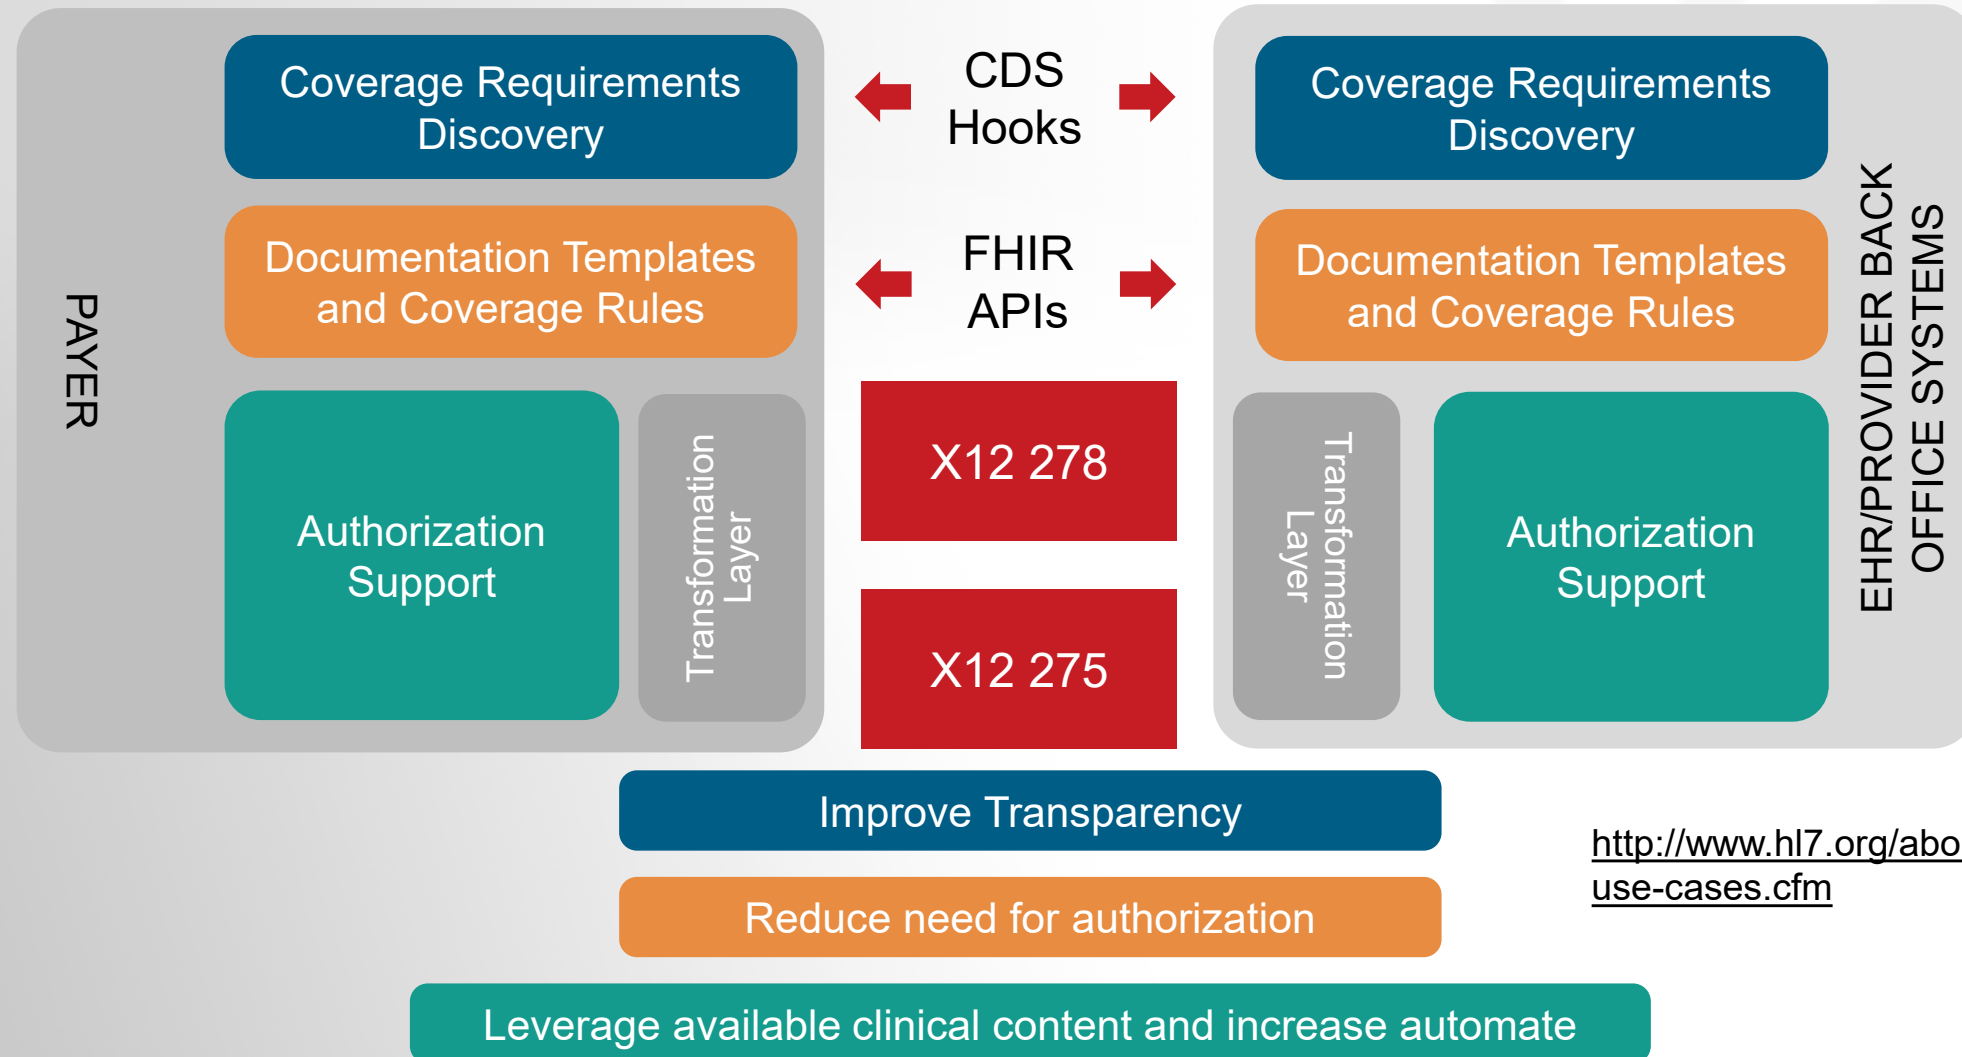 PAYER
Coverage Requirements
Discovery
Documentation Templates
and Coverage Rules
Authorization
Support
Transformation
Layer
CDS
Hooks
FHIR
APIs
X12 278
X12 275
Coverage Requirements
Discovery
Documentation Templates
and Coverage Rules
Transformation
Layer
Authorization
Support
EHR/PROVIDER BACK
OFFICE SYSTEMS
Improve Transparency
Reduce need for authorization
Leverage available clinical content and increase automate
http://www.hl7.org/abo
use-cases.cfm